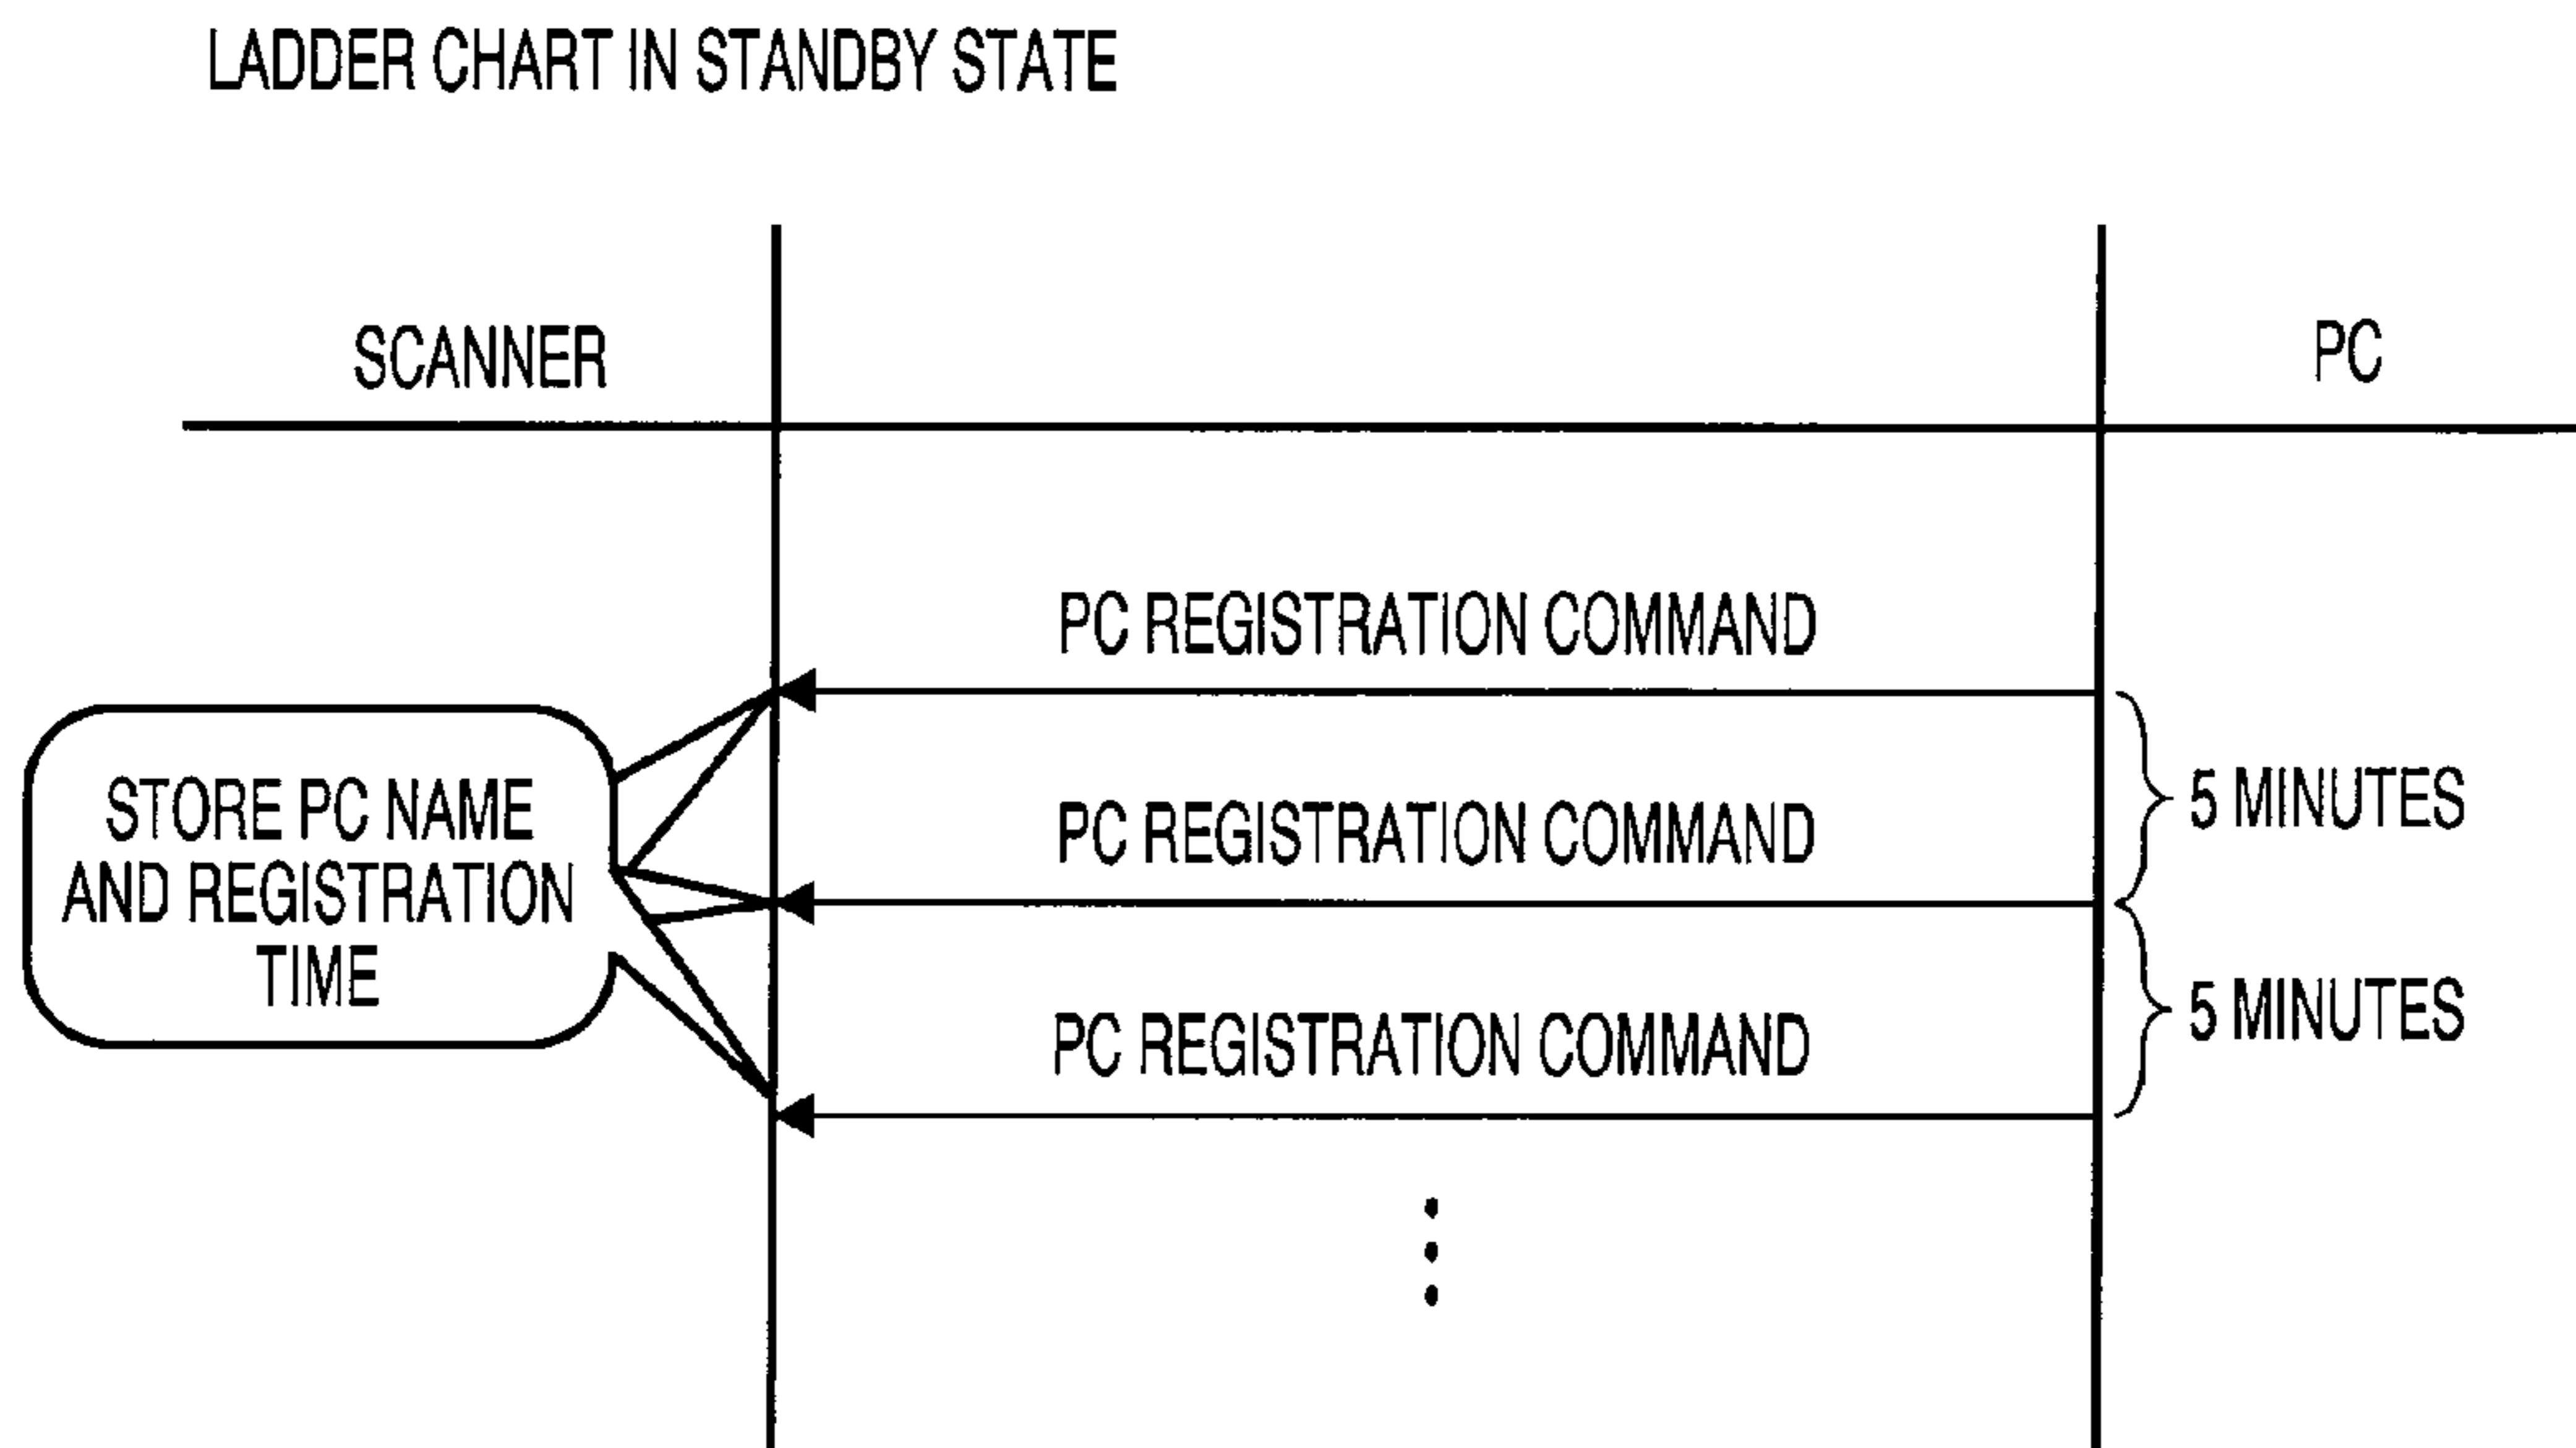 LADDER CHART IN STANDBY STATE
SCANNER
PC
PC REGISTRATION COMMAND
STORE PC NAME
AND REGISTRATION
TIME
5 MINUTES
PC REGISTRATION COMMAND
5 MINUTES
PC REGISTRATION COMMAND